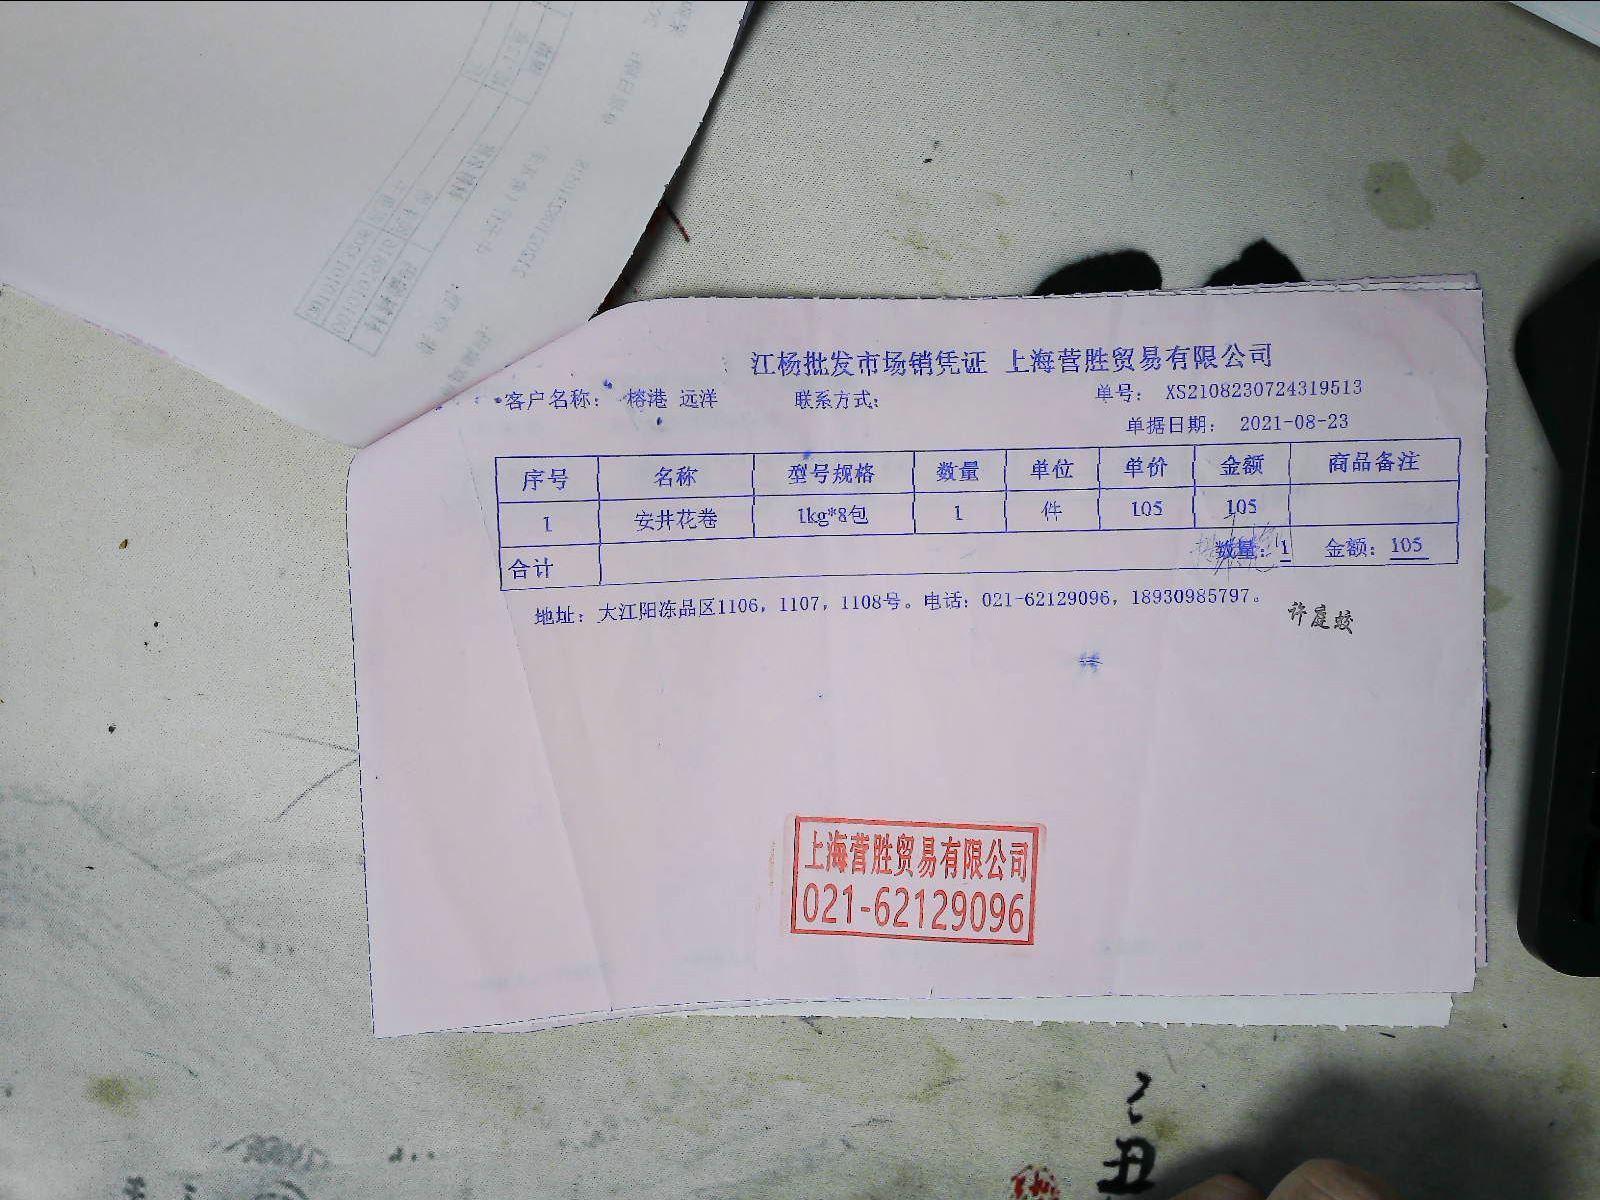 江杨批发市场销凭证 上海营胜贸易有限公司
客户名称： 榕港 远洋 联系方式： 单号： XS2108230724319513
单据日期： 2021-08-23
序号 名称 型号规格 数量 单位 单价 金额 商品备注
1 安井花卷 1kg*8包 1 件 105 105
合计 数量：1 金额：105
地址：大江阳冻品区1106，1107，1108号。电话：021-62129096，18930985797。
许庭蛟
上海营胜贸易有限公司
021-62129096
丑